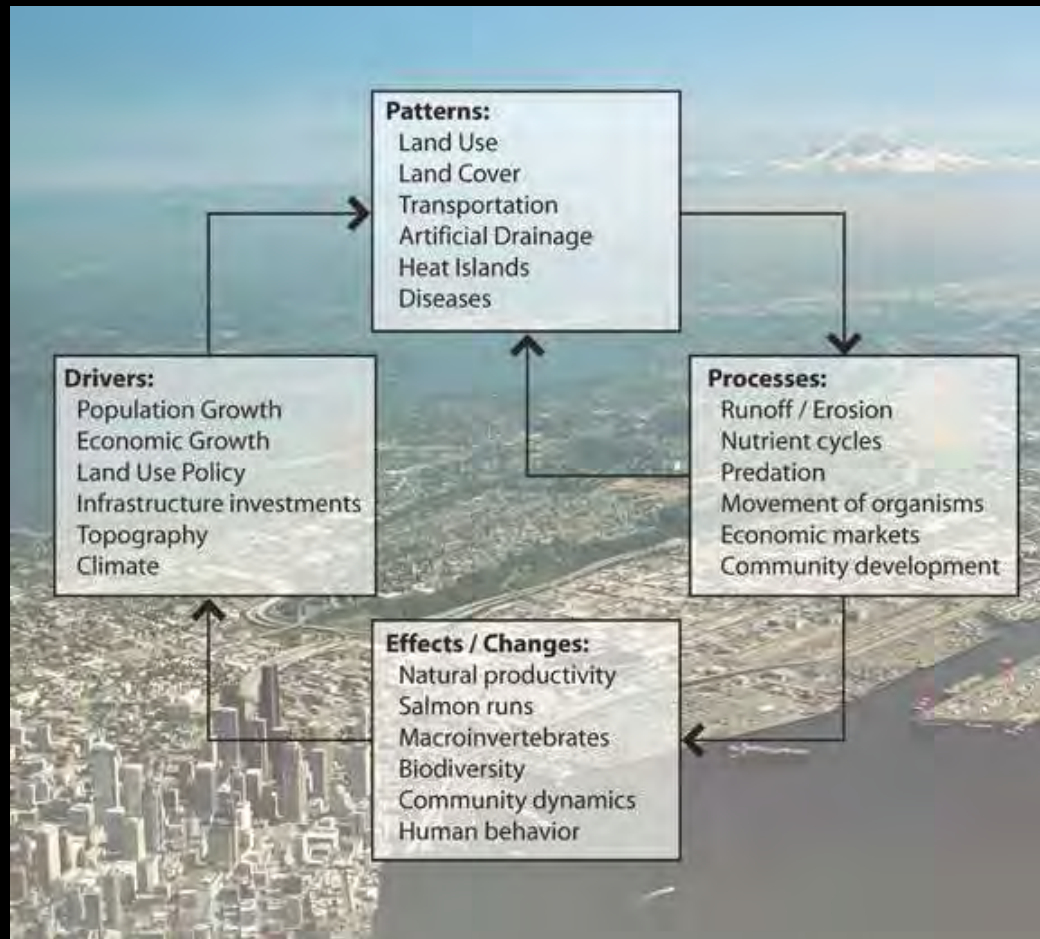 Patterns:
Land Use
Land Cover
Transportation
Artificial Drainage
Heat Islands
Diseases
Drivers:
Population Growth
Economic Growth
Land Use Policy
Infrastructure investments
Topography
Climate
Processes:
Runoff / Erosion
Nutrient cycles
Predation
Movement of organisms
Economic markets
Community development
Effects / Changes:
Natural productivity
Salmon runs
Macroinvertebrates
Biodiversity
Community dynamics
Human behavior